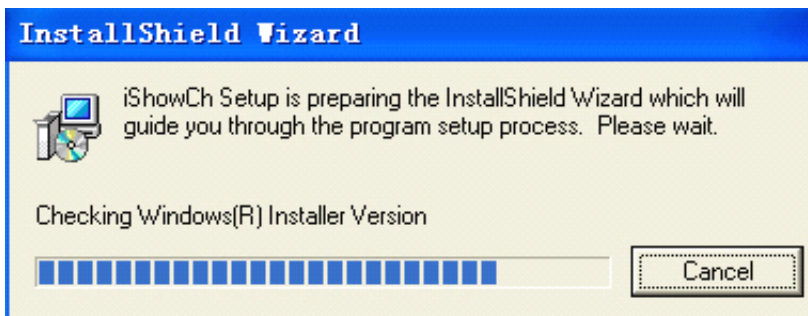 InstallShield Wizard
iShowCh Setup is preparing the InstallShield Wizard which will
guide you through the program setup process.  Please wait.
Checking Windows(R) Installer Version
Cancel